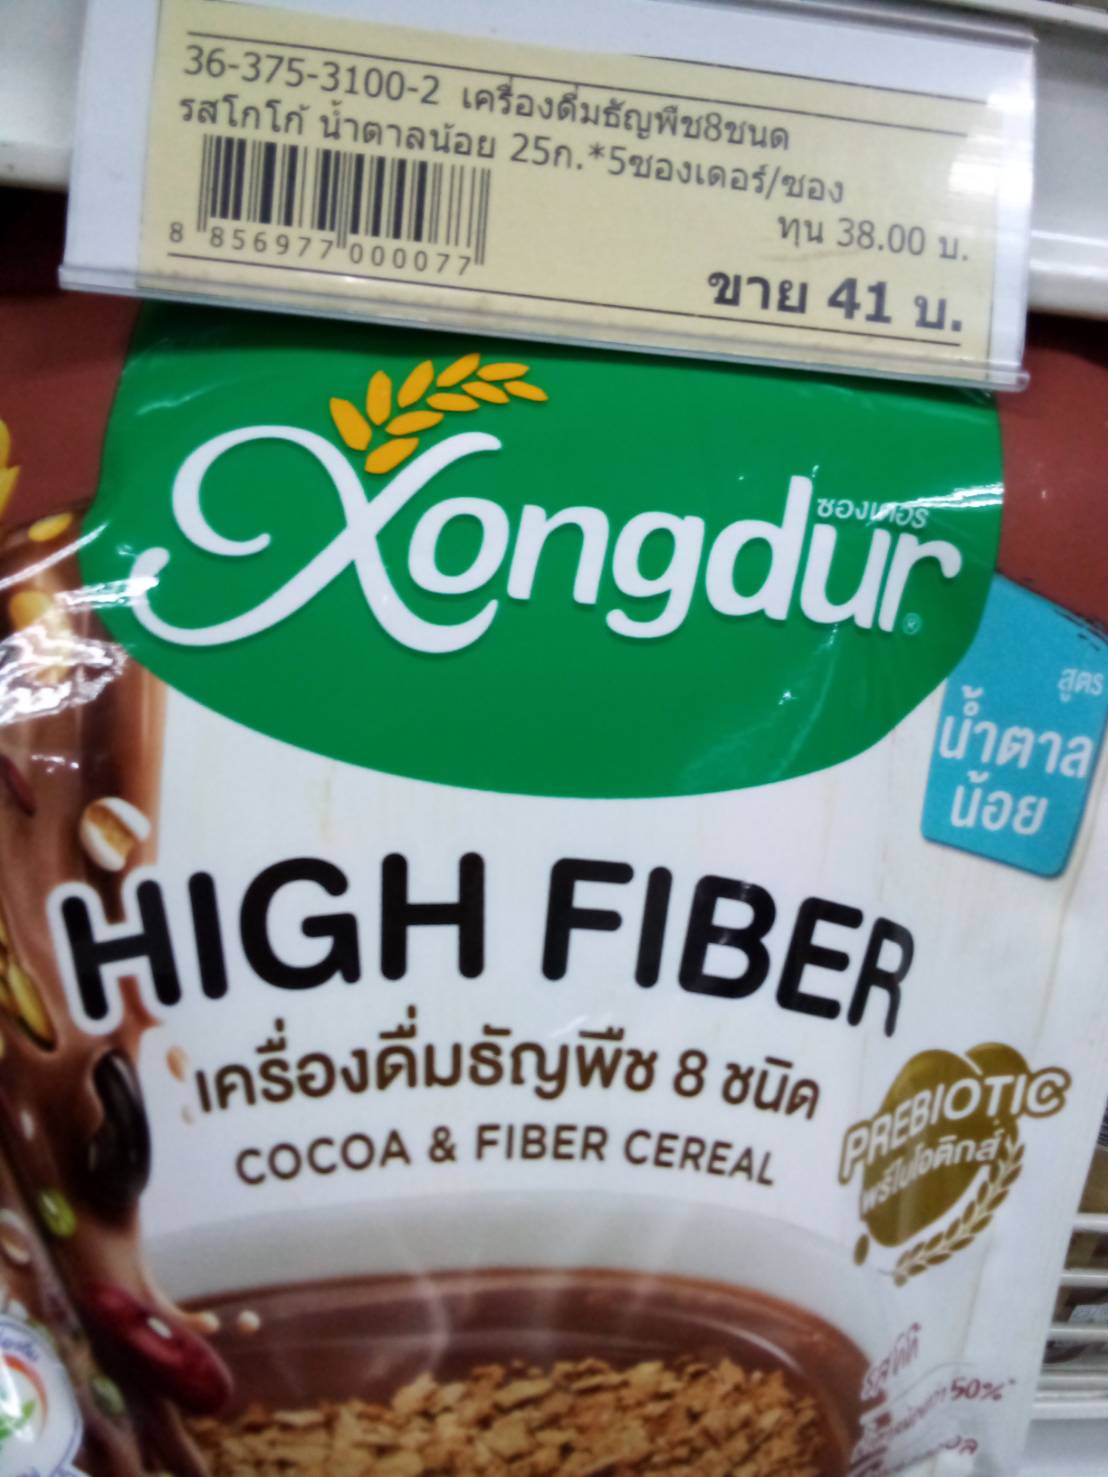 36-375-3100-2 เครื่องดื่มธัญพืช8ชนด
รสโกโก้ น้ำตาลน้อย 25ก.*5ซองเดอร์/ซอง
ทุน 38.00 บ.
8 856977 000077
ขาย 41 บ.
Xongdur
ซองเดอร์
สูตร
น้ำตาล
น้อย
HIGH FIBER
เครื่องดื่มธัญพืช 8 ชนิด
COCOA & FIBER CEREAL
PREBIOTIC
พรีไบโอติกส์
50%*